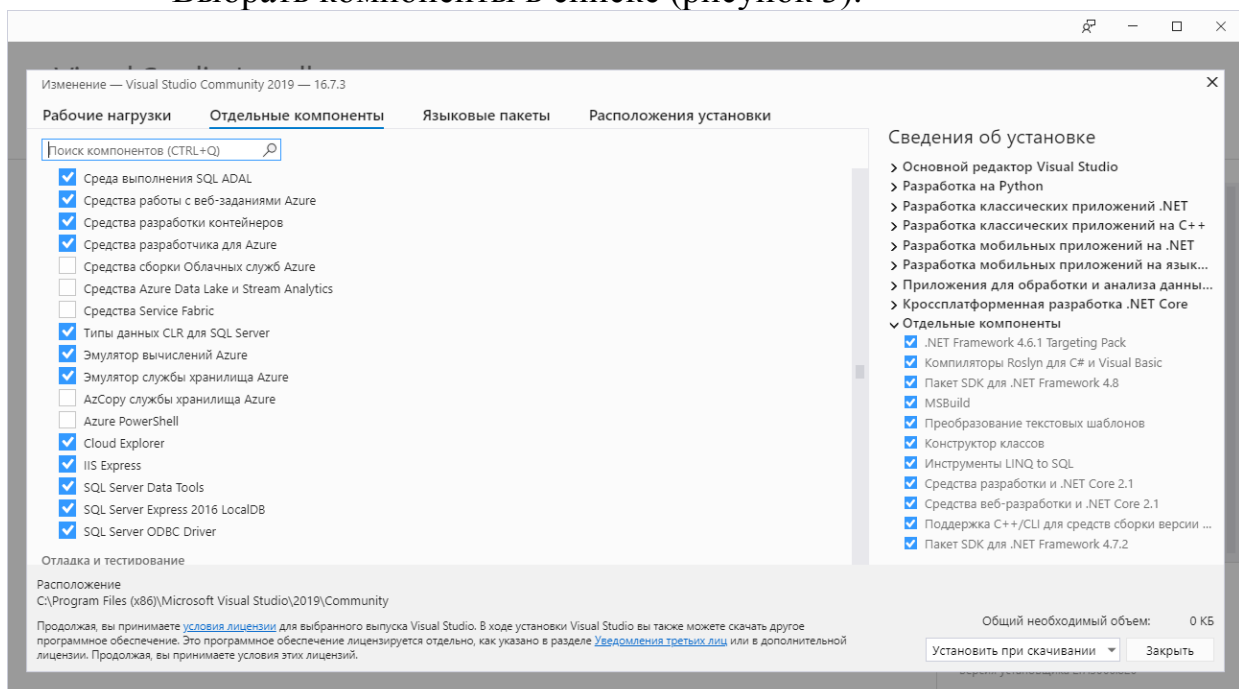 Выбрать компоненты в списке (рисунок 3).
Изменение — Visual Studio Community 2019 — 16.7.3
Рабочие нагрузки Отдельные компоненты Языковые пакеты Расположения установки
Поиск компонентов (CTRL+Q)
Среда выполнения SQL ADAL
Средства работы с веб-заданиями Azure
Средства разработки контейнеров
Средства разработчика для Azure
Средства сборки Облачных служб Azure
Средства Azure Data Lake и Stream Analytics
Средства Service Fabric
Типы данных CLR для SQL Server
Эмулятор вычислений Azure
Эмулятор службы хранилища Azure
AzCopy службы хранилища Azure
Azure PowerShell
Cloud Explorer
IIS Express
SQL Server Data Tools
SQL Server Express 2016 LocalDB
SQL Server ODBC Driver
Отладка и тестирование
Сведения об установке
Основной редактор Visual Studio
Разработка на Python
Разработка классических приложений .NET
Разработка классических приложений на C++
Разработка мобильных приложений на .NET
Разработка мобильных приложений на язык...
Приложения для обработки и анализа данны...
Кроссплатформенная разработка .NET Core
Отдельные компоненты
.NET Framework 4.6.1 Targeting Pack
Компиляторы Roslyn для C# и Visual Basic
Пакет SDK для .NET Framework 4.8
MSBuild
Преобразование текстовых шаблонов
Конструктор классов
Инструменты LINQ to SQL
Средства разработки и .NET Core 2.1
Средства веб-разработки и .NET Core 2.1
Поддержка C++/CLI для средств сборки версии ...
Пакет SDK для .NET Framework 4.7.2
Расположение
C:\Program Files (x86)\Microsoft Visual Studio\2019\Community
Продолжая, вы принимаете условия лицензии для выбранного выпуска Visual Studio. В ходе установки Visual Studio вы также можете скачать другое
программное обеспечение. Это программное обеспечение лицензируется отдельно, как указано в разделе Уведомления третьих лиц или в дополнительной
лицензии. Продолжая, вы принимаете условия этих лицензий.
Общий необходимый объем: 0 КБ
Установить при скачивании Закрыть